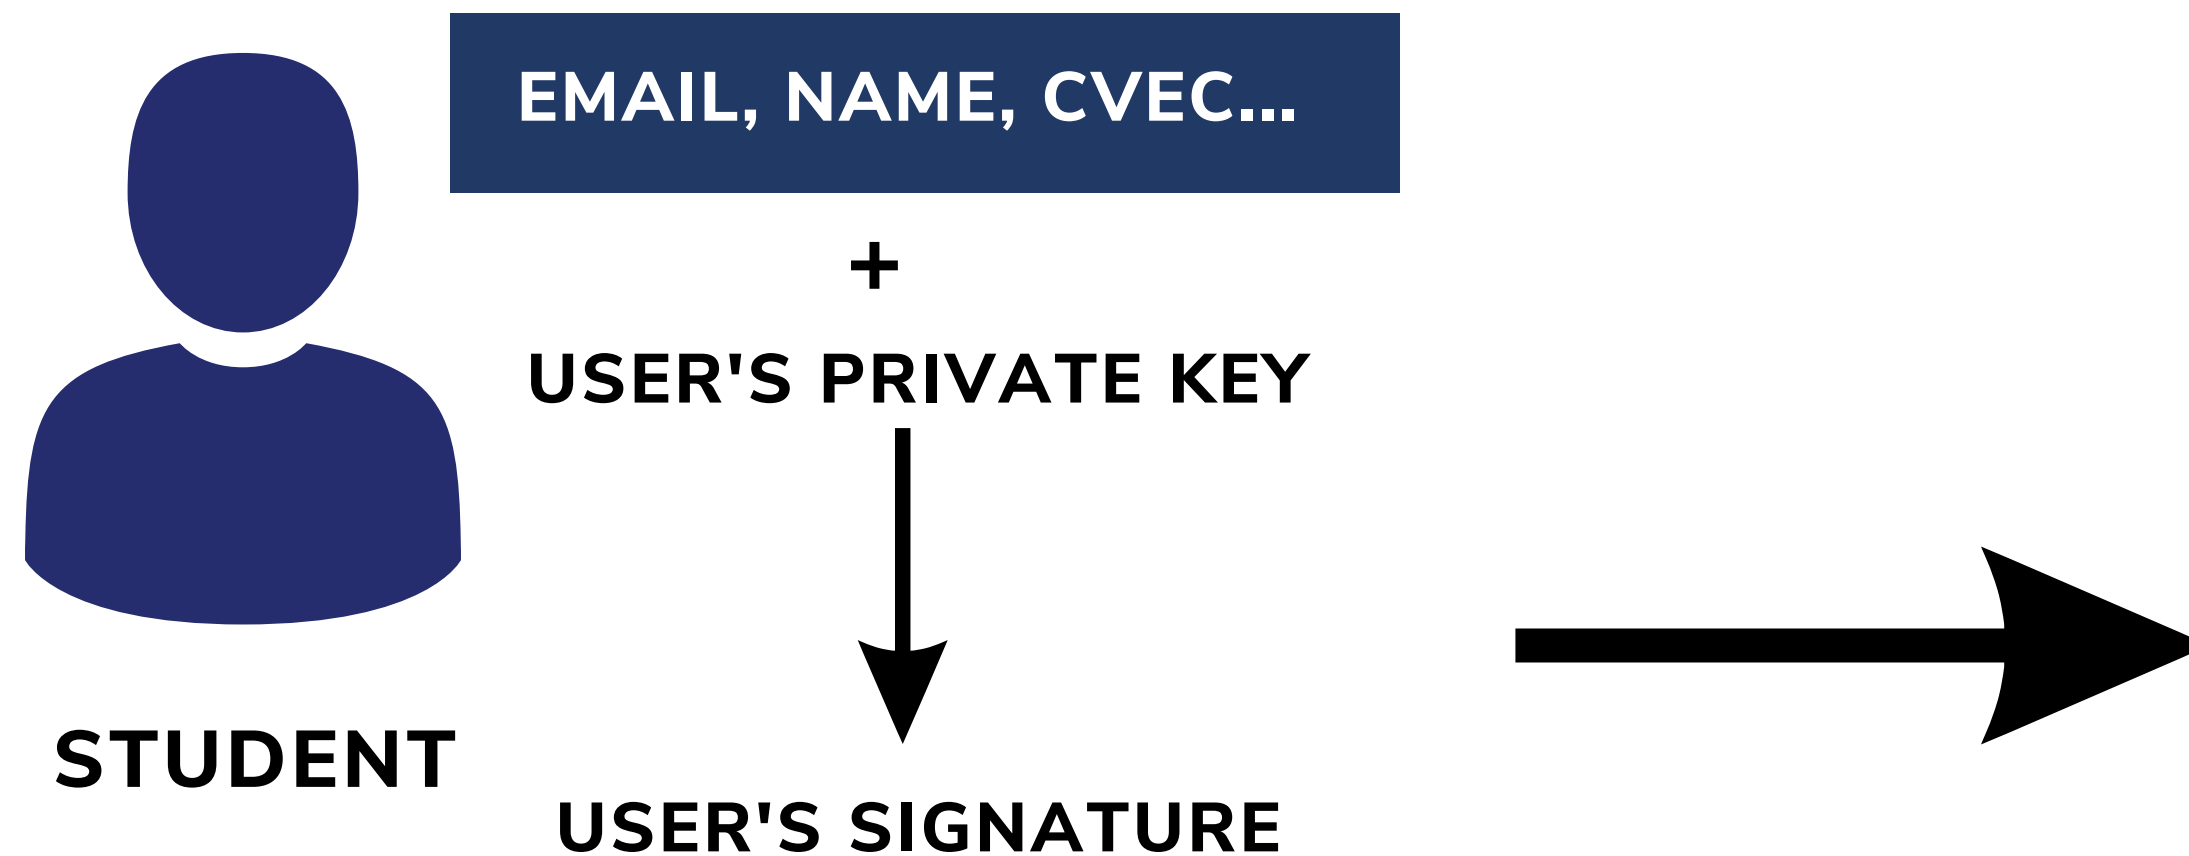 EMAIL, NAME, CVEC...
+
USER'S PRIVATE KEY
STUDENT
USER'S SIGNATURE